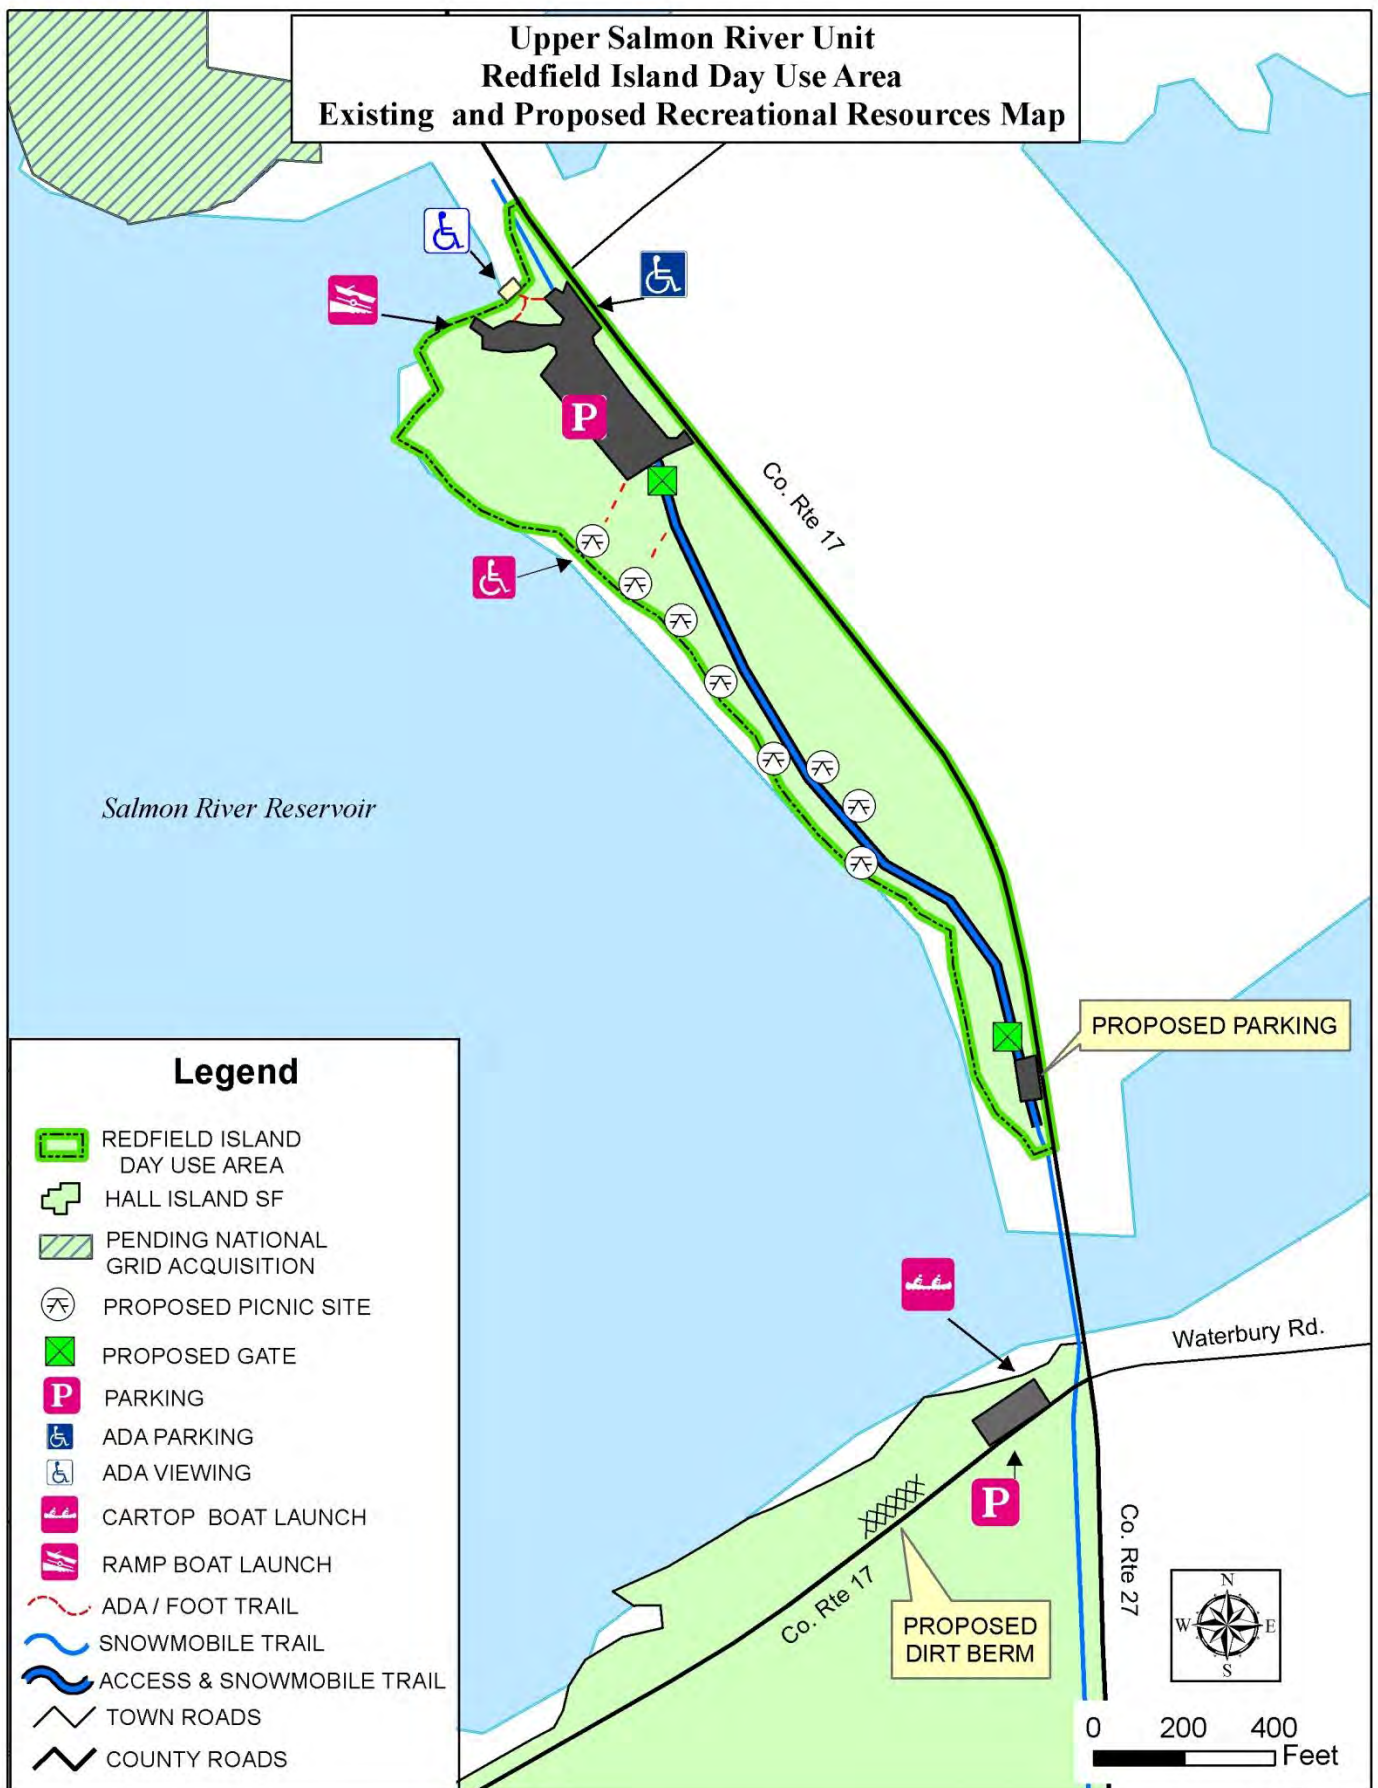 Upper Salmon River Unit
Redfield Island Day Use Area
Existing and Proposed Recreational Resources Map
P
Co. Rte 17
Salmon River Reservoir
PROPOSED PARKING
Waterbury Rd.
P
Co. Rte 27
Co. Rte 17
PROPOSED
DIRT BERM
N
W E
S
0 200 400
Feet
Legend
REDFIELD ISLAND
DAY USE AREA
HALL ISLAND SF
PENDING NATIONAL
GRID ACQUISITION
PROPOSED PICNIC SITE
PROPOSED GATE
P PARKING
ADA PARKING
ADA VIEWING
CARTOP BOAT LAUNCH
RAMP BOAT LAUNCH
ADA / FOOT TRAIL
SNOWMOBILE TRAIL
ACCESS & SNOWMOBILE TRAIL
TOWN ROADS
COUNTY ROADS